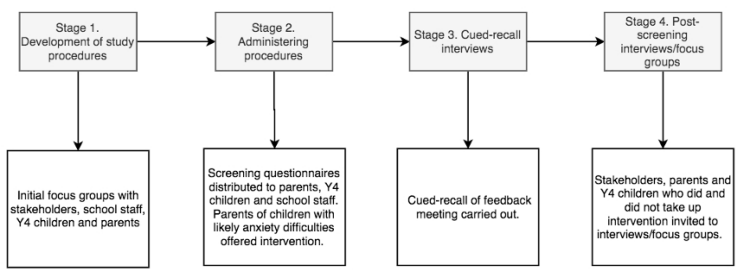 Stage 1.
Development of study
procedures
Stage 2.
Administering
procedures
Stage 3. Cued-recall
interviews
Stage 4. Post-
screening
interviews/focus
groups
Initial focus groups with
stakeholders, school staff,
Y4 children and parents
Screening questionnaires
distributed to parents, Y4
children and school staff.
Parents of children with
likely anxiety difficulties
offered intervention.
Cued-recall of feedback
meeting carried out.
Stakeholders, parents and
Y4 children who did and
did not take up
intervention invited to
interviews/focus groups.